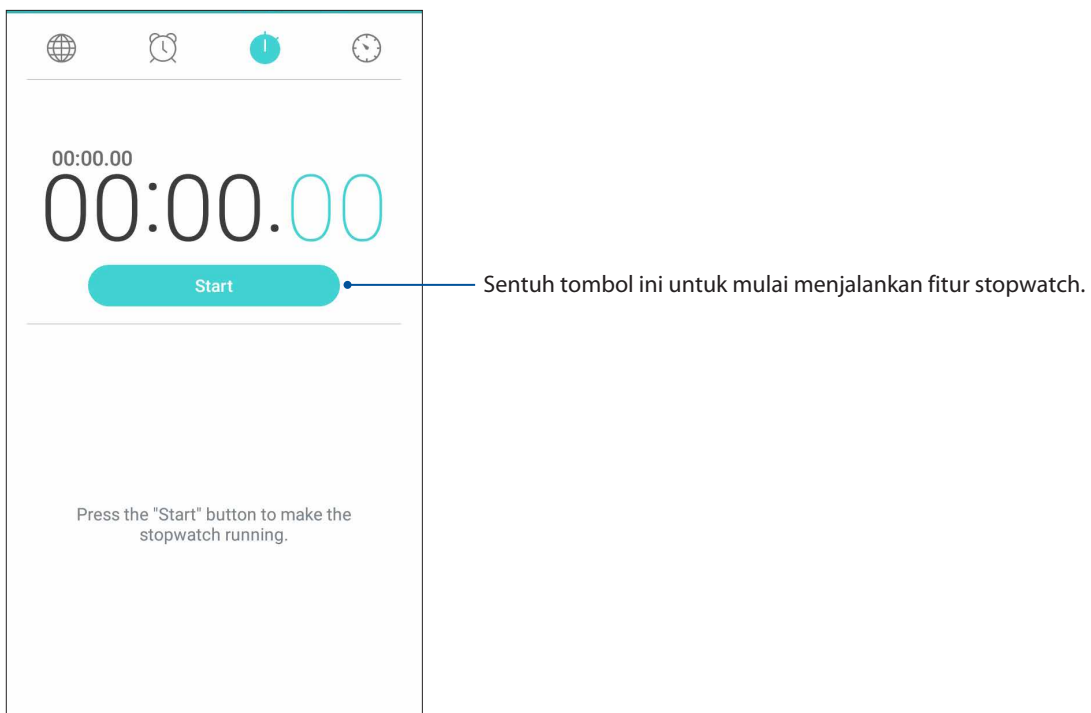 00:00.00
00:00.00
Start
Sentuh tombol ini untuk mulai menjalankan fitur stopwatch.
Press the "Start" button to make the
stopwatch running.